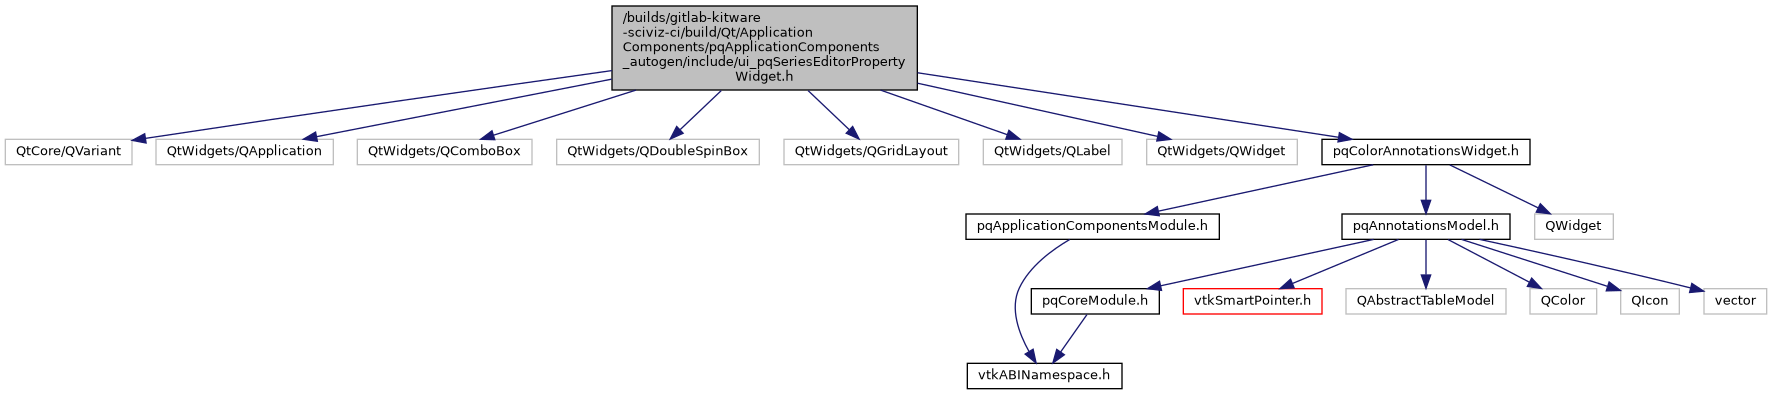 /builds/gitlab-kitware
-sciviz-ci/build/Qt/Application
Components/pqApplicationComponents
_autogen/include/ui_pqSeriesEditorProperty
Widget.h
QtCore/QVariant
QtWidgets/QApplication
QtWidgets/QComboBox
QtWidgets/QDoubleSpinBox
QtWidgets/QGridLayout
QtWidgets/QLabel
QtWidgets/QWidget
pqColorAnnotationsWidget.h
pqApplicationComponentsModule.h
pqAnnotationsModel.h
QWidget
pqCoreModule.h
vtkSmartPointer.h
QAbstractTableModel
QColor
QIcon
vector
vtkABINamespace.h